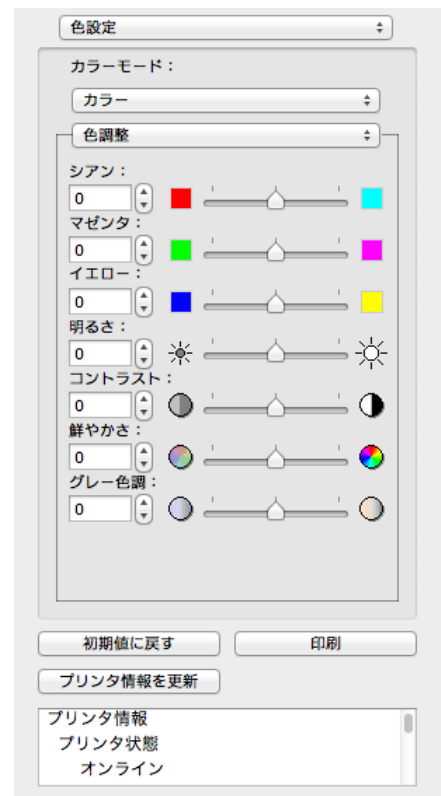 色設定
カラーモード：
カラー
色調整
シアン：
0
マゼンタ：
0
イエロー：
0
明るさ：
0
コントラスト：
0
鮮やかさ：
0
グレー色調：
0
初期値に戻す
印刷
プリンタ情報を更新
プリンタ情報
プリンタ状態
オンライン